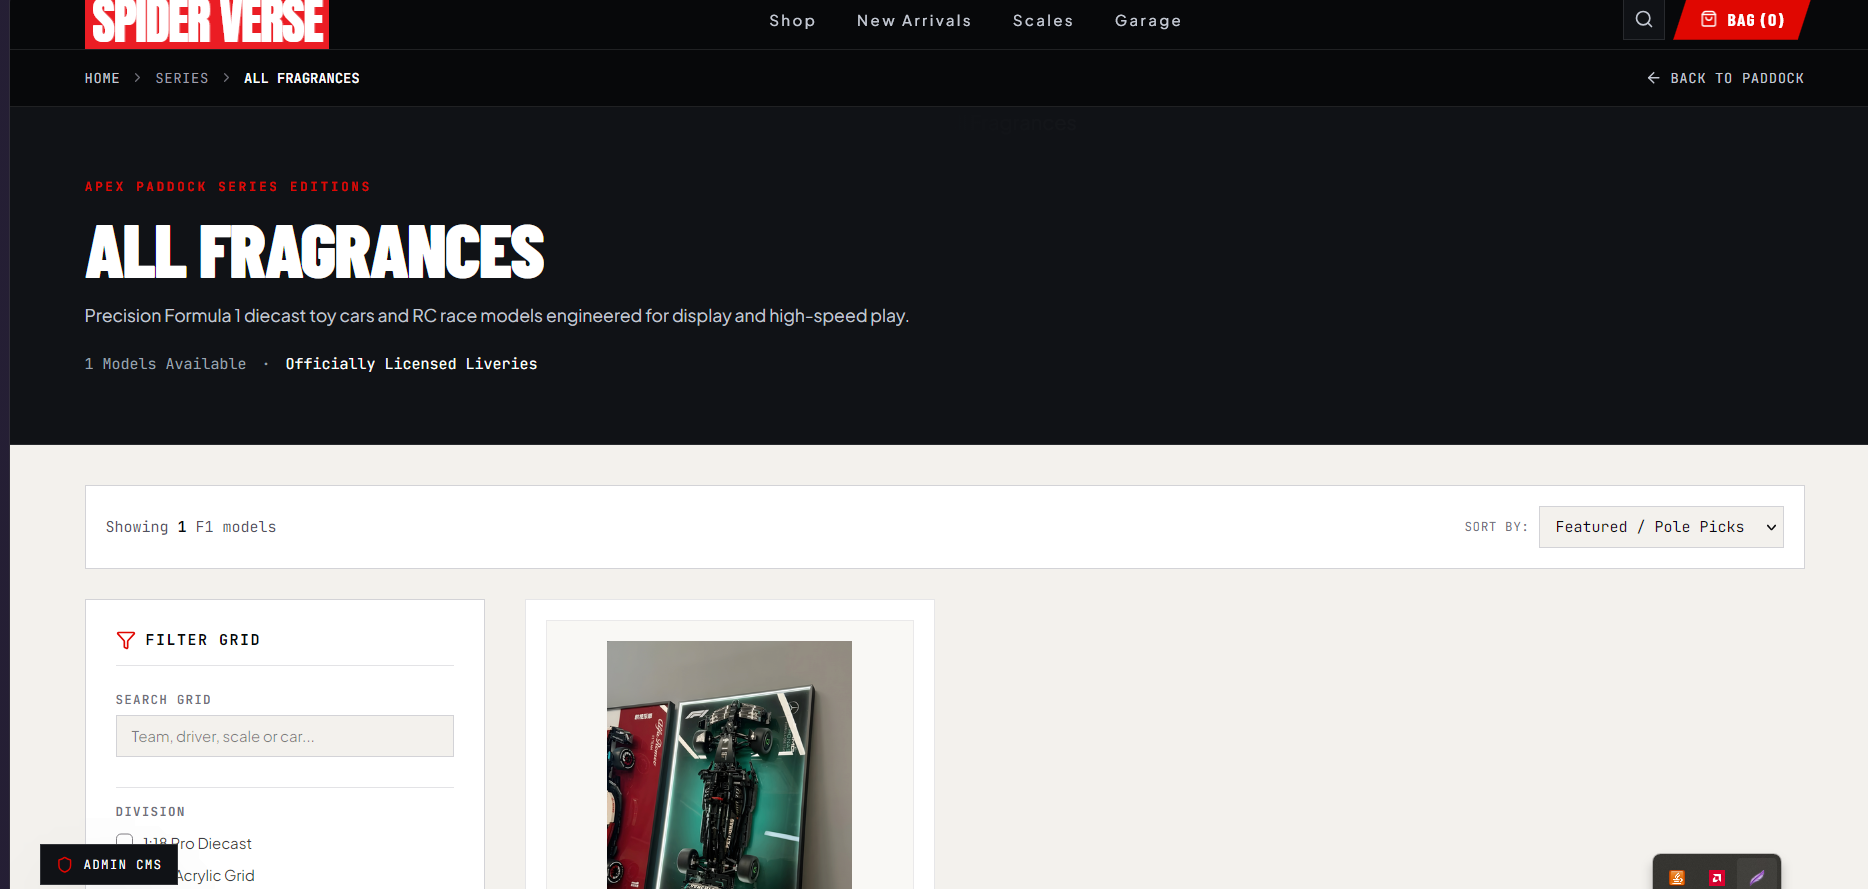 SPIDER VERSE
Shop New Arrivals Scales Garage
BAG (0)
HOME > SERIES > ALL FRAGRANCES
← BACK TO PADDOCK
APEX PADDOCK SERIES EDITIONS
ALL FRAGRANCES
Precision Formula 1 diecast toy cars and RC race models engineered for display and high-speed play.
1 Models Available · Officially Licensed Liveries
Showing 1 F1 models
SORT BY: Featured / Pole Picks
FILTER GRID
SEARCH GRID
Team, driver, scale or car...
DIVISION
1:18 Pro Diecast
Acrylic Grid
ADMIN CMS